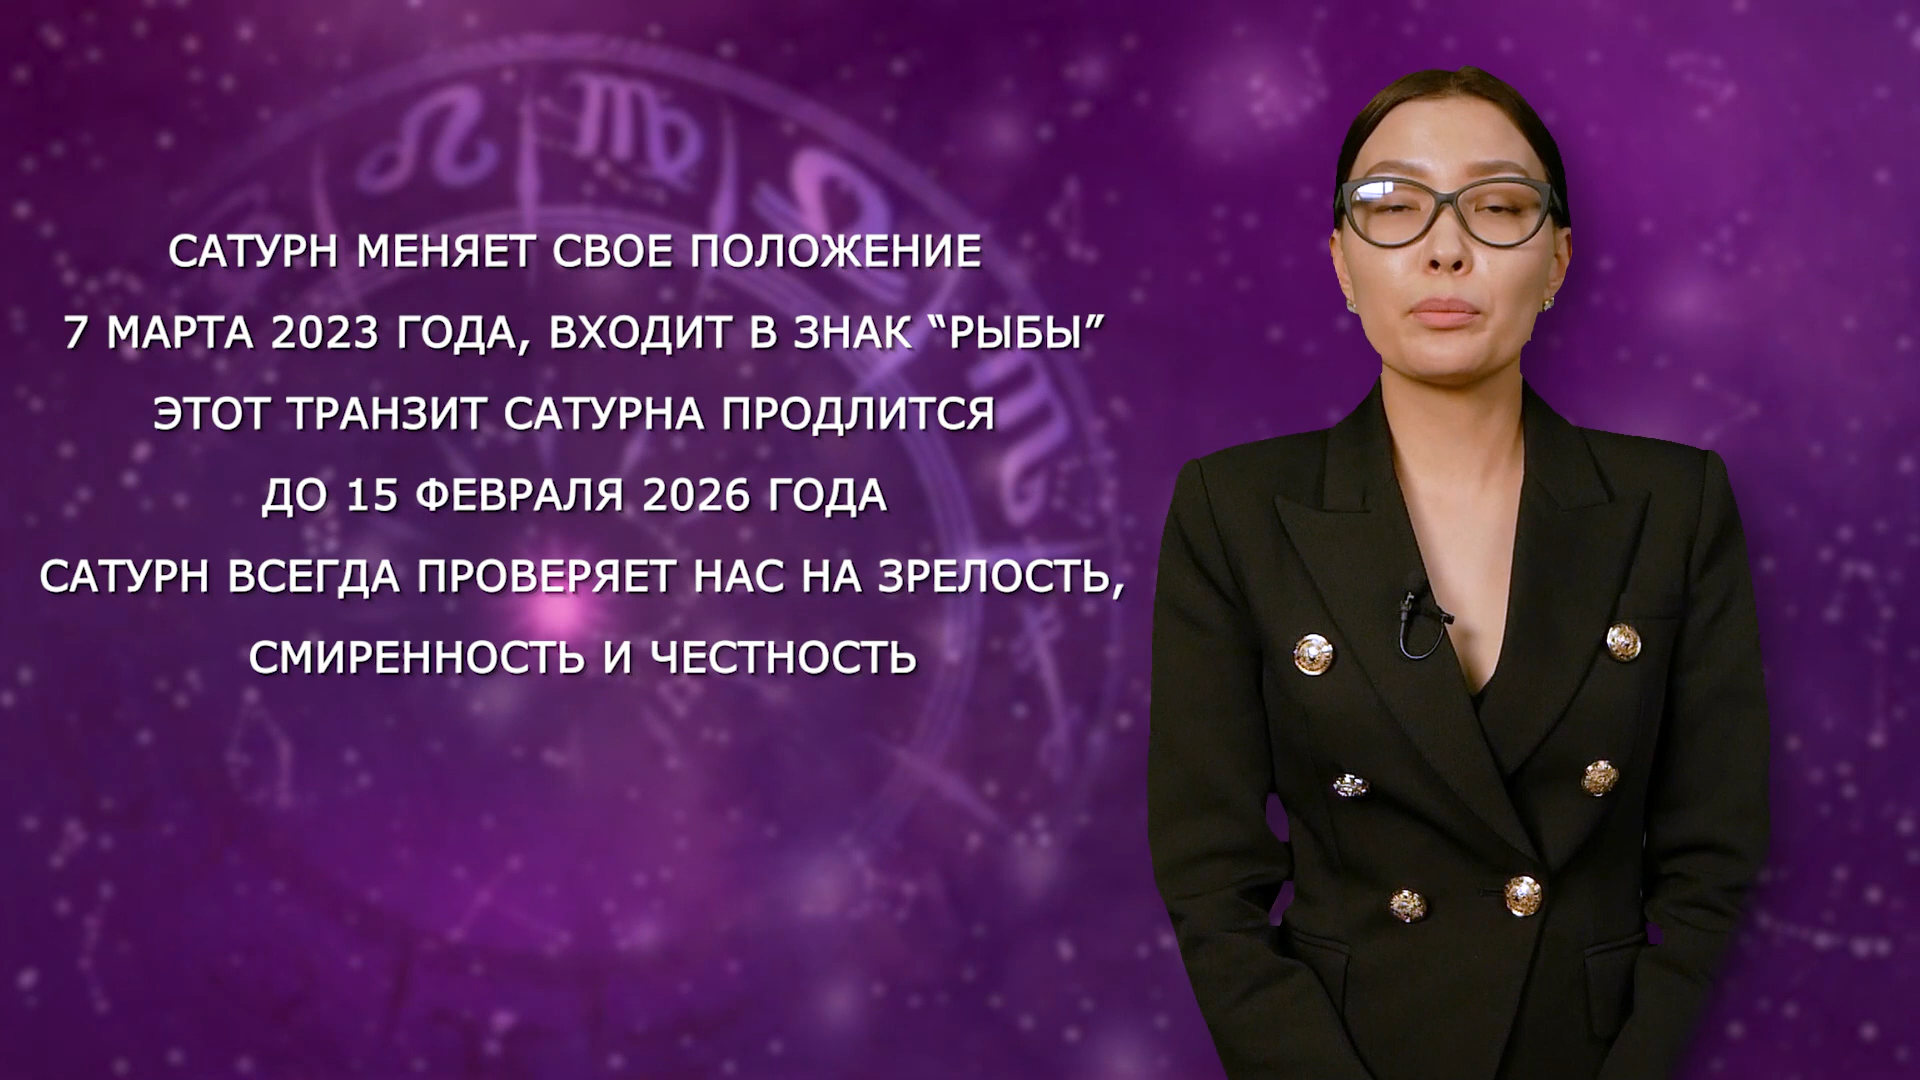 САТУРН МЕНЯЕТ СВОЕ ПОЛОЖЕНИЕ
7 МАРТА 2023 ГОДА, ВХОДИТ В ЗНАК “РЫБЫ”
ЭТОТ ТРАНЗИТ САТУРНА ПРОДЛИТСЯ
ДО 15 ФЕВРАЛЯ 2026 ГОДА
САТУРН ВСЕГДА ПРОВЕРЯЕТ НАС НА ЗРЕЛОСТЬ,
СМИРЕННОСТЬ И ЧЕСТНОСТЬ